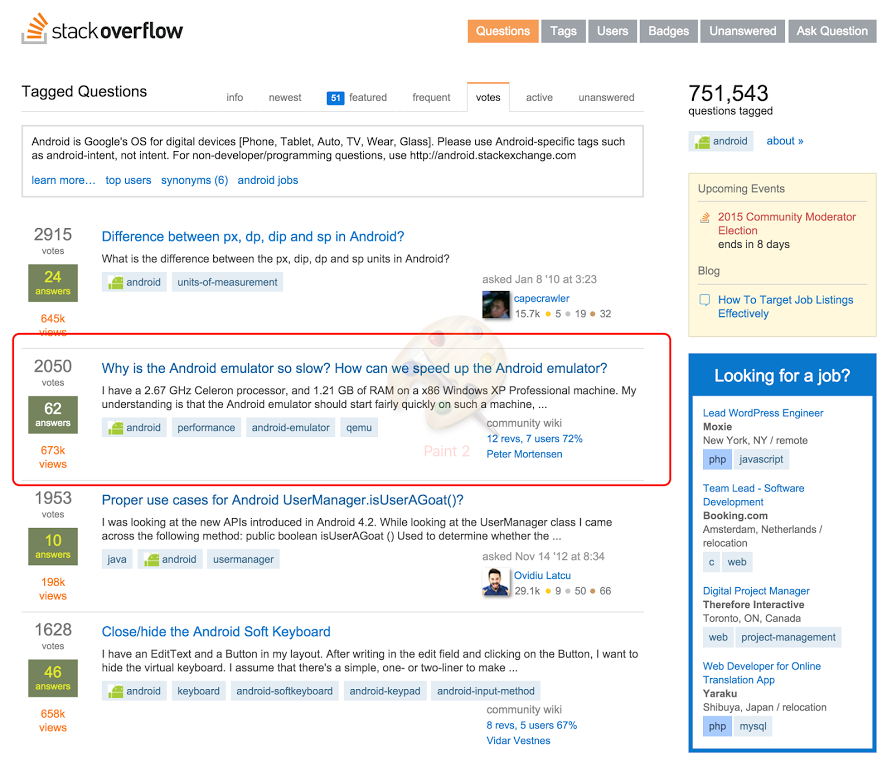 stackoverflow
Questions Tags Users Badges Unanswered Ask Question
Tagged Questions
info newest 51 featured frequent votes active unanswered
Android is Google's OS for digital devices [Phone, Tablet, Auto, TV, Wear, Glass]. Please use Android-specific tags such
as android-intent, not intent. For non-developer/programming questions, use http://android.stackexchange.com
learn more… top users synonyms (6) android jobs
2915
votes
24
answers
645k
views
Difference between px, dp, dip and sp in Android?
What is the difference between the px, dip, dp and sp units in Android?
android units-of-measurement
asked Jan 8 '10 at 3:23
capecrawler
15.7k 5 19 32
2050
votes
62
answers
673k
views
Why is the Android emulator so slow? How can we speed up the Android emulator?
I have a 2.67 GHz Celeron processor, and 1.21 GB of RAM on a x86 Windows XP Professional machine. My
understanding is that the Android emulator should start fairly quickly on such a machine, ...
android performance android-emulator qemu
community wiki
12 revs, 7 users 72%
Peter Mortensen
Paint 2
1953
votes
10
answers
198k
views
Proper use cases for Android UserManager.isUserAGoat()?
I was looking at the new APIs introduced in Android 4.2. While looking at the UserManager class I came
across the following method: public boolean isUserAGoat () Used to determine whether the ...
java android usermanager
asked Nov 14 '12 at 8:34
Ovidiu Latcu
29.1k 9 50 66
1628
votes
46
answers
658k
views
Close/hide the Android Soft Keyboard
I have an EditText and a Button in my layout. After writing in the edit field and clicking on the Button, I want to
hide the virtual keyboard. I assume that there's a simple, one- or two-liner to make ...
android keyboard android-softkeyboard android-keypad android-input-method
community wiki
8 revs, 5 users 67%
Vidar Vestnes
751,543
questions tagged
android about »
Upcoming Events
2015 Community Moderator
Election
ends in 8 days
Blog
How To Target Job Listings
Effectively
Looking for a job?
Lead WordPress Engineer
Moxie
New York, NY / remote
php javascript
Team Lead - Software
Development
Booking.com
Amsterdam, Netherlands /
relocation
c web
Digital Project Manager
Therefore Interactive
Toronto, ON, Canada
web project-management
Web Developer for Online
Translation App
Yaraku
Shibuya, Japan / relocation
php mysql